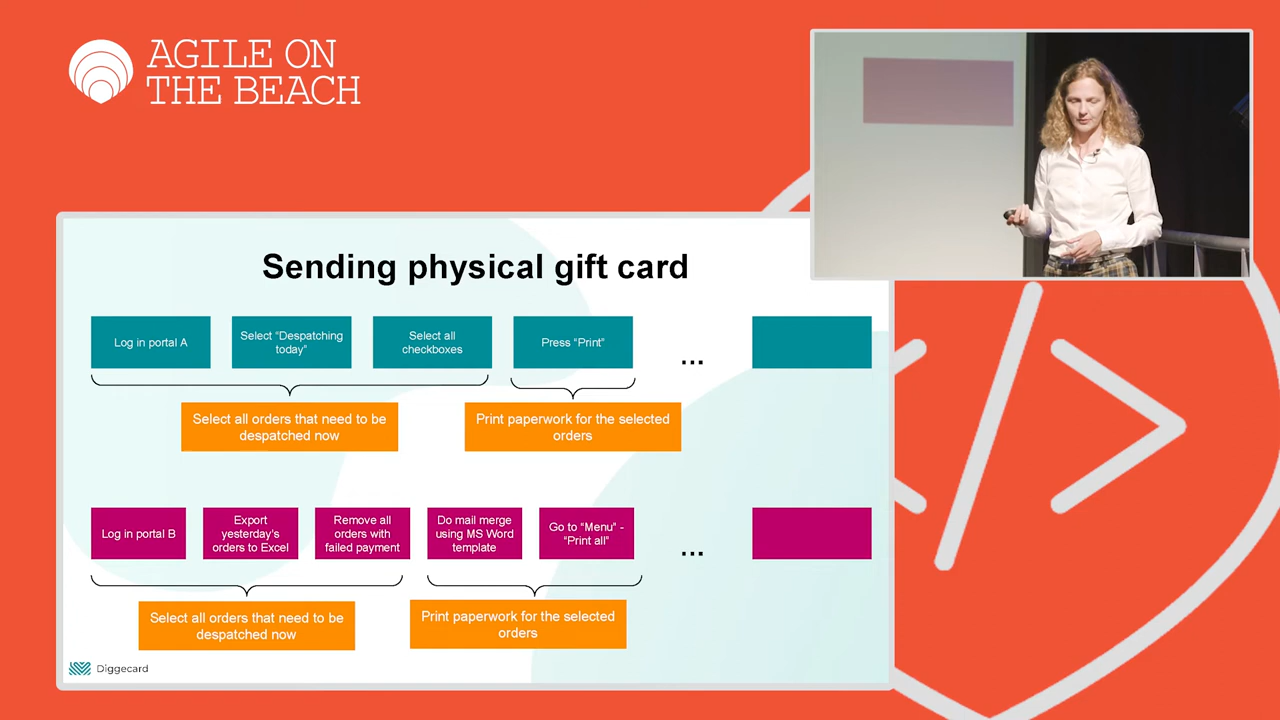 AGILE ON
THE BEACH
Sending physical gift card
Log in portal A
Select “Despatching
today”
Select all
checkboxes
Press “Print”
...
Select all orders that need to be
despatched now
Print paperwork for the selected
orders
Log in portal B
Export
yesterday's
orders to Excel
Remove all
orders with
failed payment
Do mail merge
using MS Word
template
Go to “Menu” -
“Print all”
...
Select all orders that need to be
despatched now
Print paperwork for the selected
orders
Diggecard